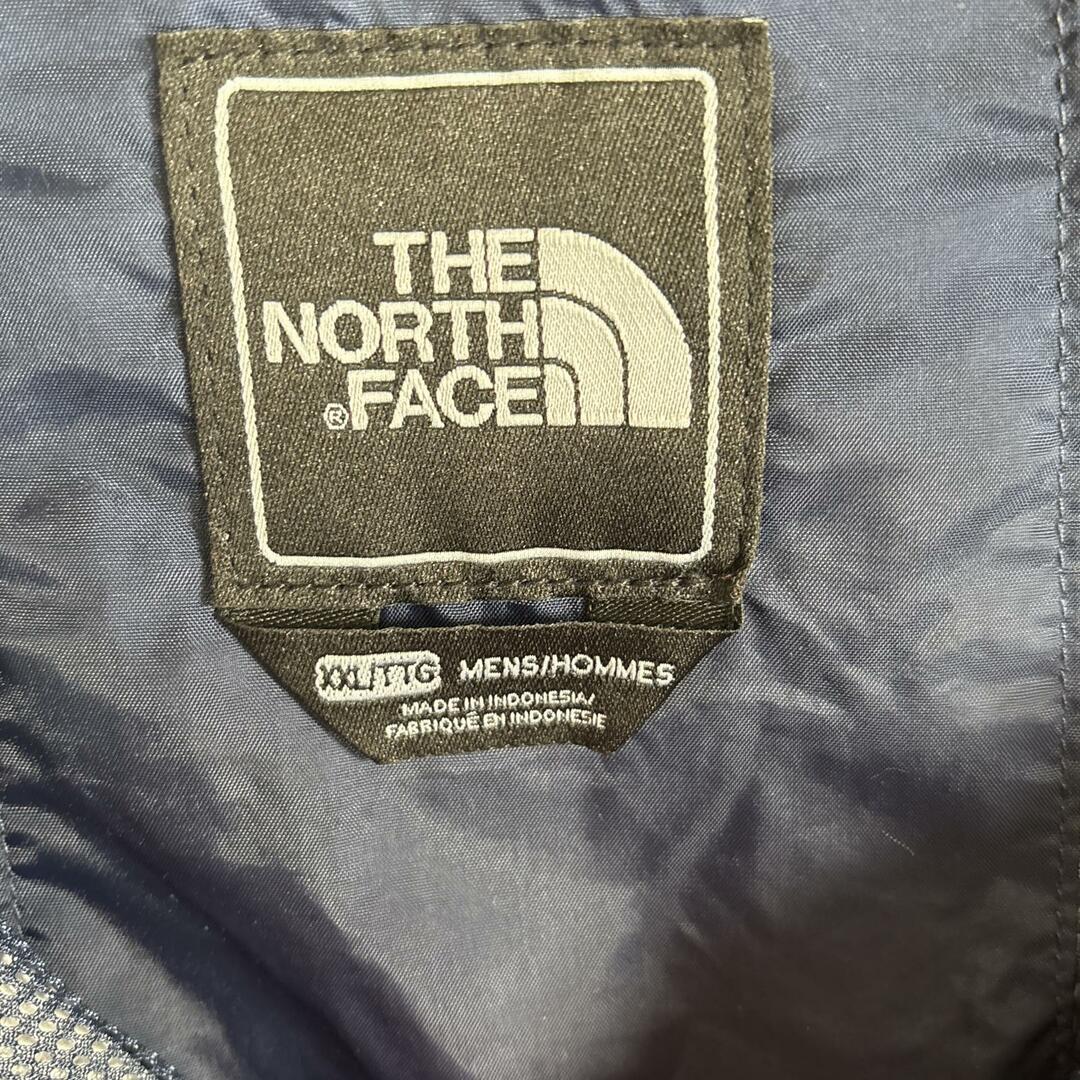 THE
NORTH
®FACE
XXL/TTG MENS/HOMMES
MADE IN INDONESIA/
FABRIQUÉ EN INDONESIE